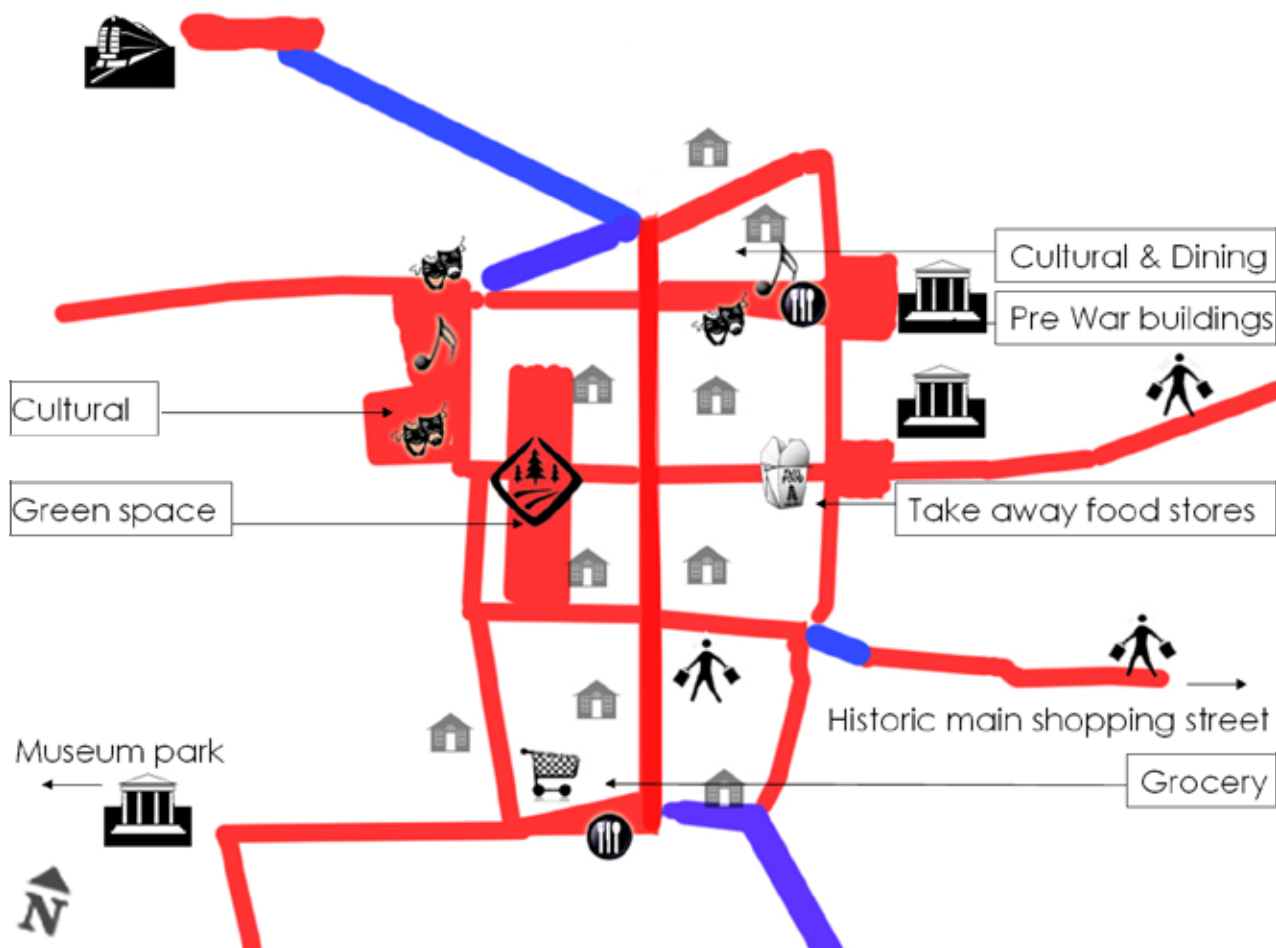 Cultural & Dining
Pre War buildings
Cultural
Green space
Take away food stores
Historic main shopping street
Museum park
Grocery
N